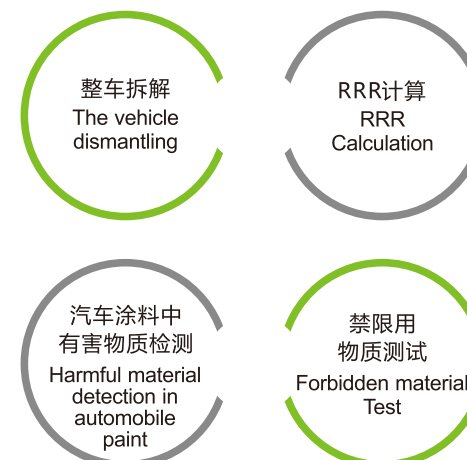 整车拆解
The vehicle
dismantling
RRR计算
RRR
Calculation
汽车涂料中
有害物质检测
Harmful material
detection in
automobile
paint
禁限用
物质测试
Forbidden material
Test